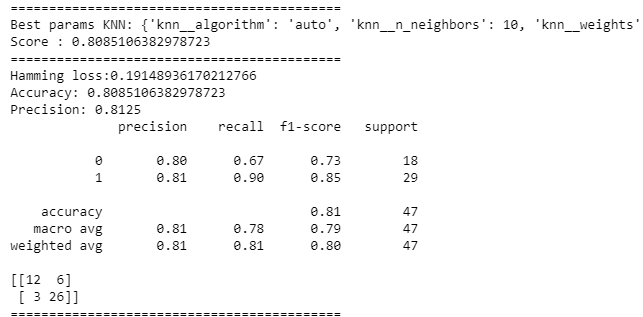 ===========================================
Best params KNN: {'knn__algorithm': 'auto', 'knn__n_neighbors': 10, 'knn__weights'
Score : 0.8085106382978723
===========================================
Hamming loss:0.19148936170212766
Accuracy: 0.8085106382978723
Precision: 0.8125
              precision    recall  f1-score   support

           0       0.80      0.67      0.73        18
           1       0.81      0.90      0.85        29

    accuracy                           0.81        47
   macro avg       0.81      0.78      0.79        47
weighted avg       0.81      0.81      0.80        47

[[12  6]
 [ 3 26]]
===========================================